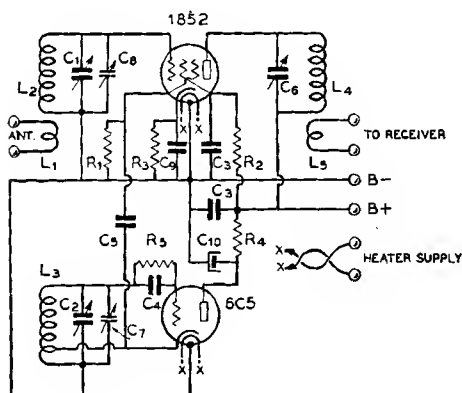 1852
L2
C1
C8
C6
L4
ANT.
L1
R1
R3
C9
C3
R2
L5
TO RECEIVER
B-
C3
B+
C5
C10
R4
X
X
HEATER SUPPLY
L3
R5
C4
6C5
C2
C7
X
X
X
X